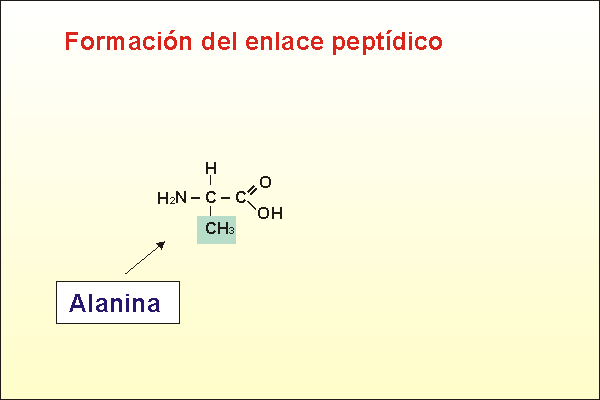 Formación del enlace peptídico
H
O
H₂N – C – C
OH
CH₃
Alanina